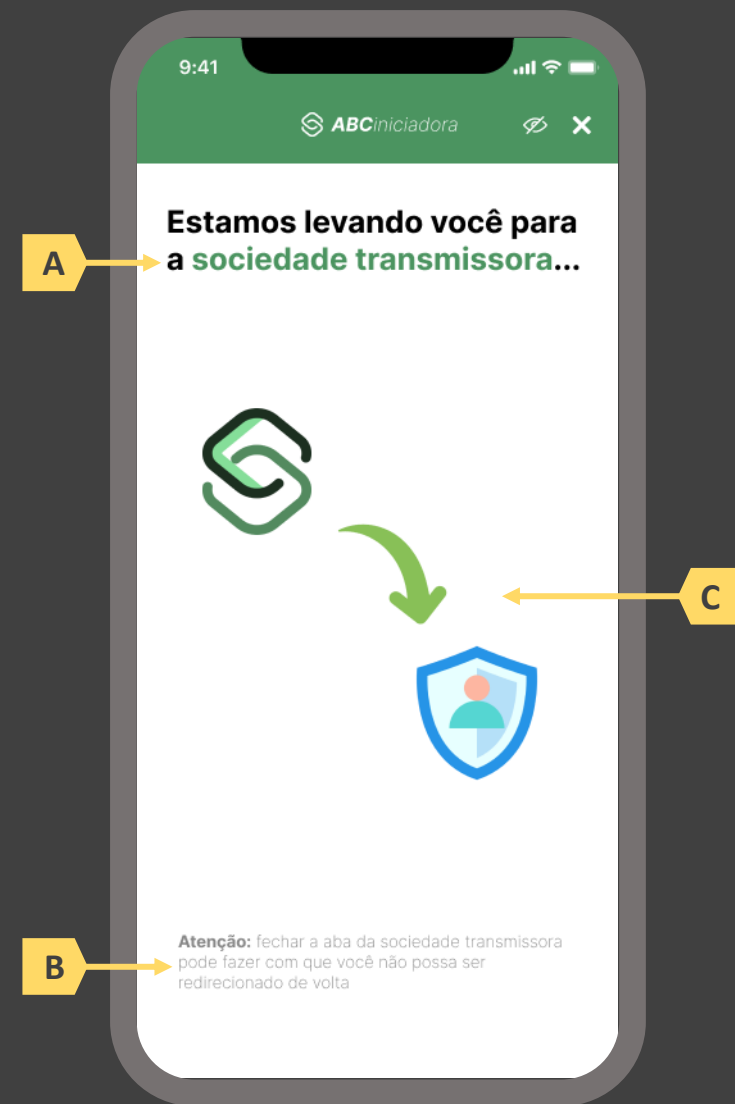 9:41
ABCiniciadora
Estamos levando você para
A
a sociedade transmissora...
C
Atenção: fechar a aba da sociedade transmissora
B
pode fazer com que você não possa ser
redirecionado de volta